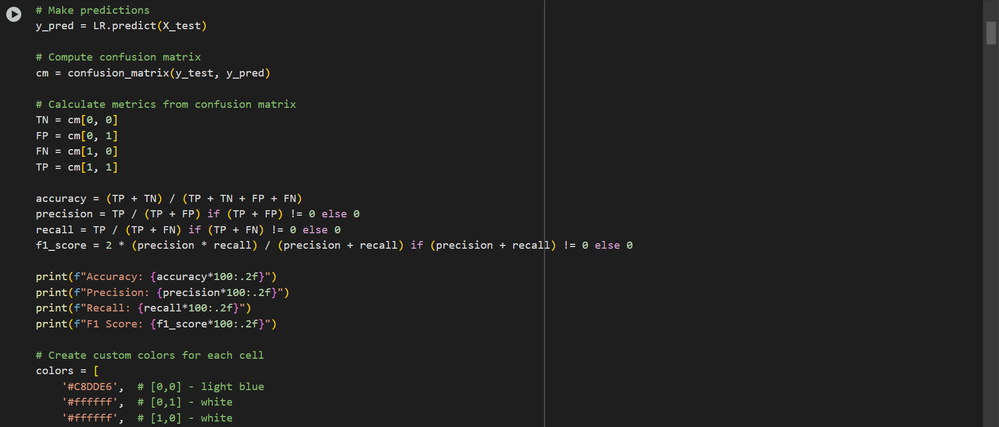 # Make predictions
y_pred = LR.predict(X_test)
# Compute confusion matrix
cm = confusion_matrix(y_test, y_pred)
# Calculate metrics from confusion matrix
TN = cm[0, 0]
FP = cm[0, 1]
FN = cm[1, 0]
TP = cm[1, 1]
accuracy = (TP + TN) / (TP + TN + FP + FN)
precision = TP / (TP + FP) if (TP + FP) != 0 else 0
recall = TP / (TP + FN) if (TP + FN) != 0 else 0
f1_score = 2 * (precision * recall) / (precision + recall) if (precision + recall) != 0 else 0
print(f"Accuracy: {accuracy*100:.2f}")
print(f"Precision: {precision*100:.2f}")
print(f"Recall: {recall*100:.2f}")
print(f"F1 Score: {f1_score*100:.2f}")
# Create custom colors for each cell
colors = [
    '#C8DDE6',  # [0,0] - light blue
    '#ffffff',  # [0,1] - white
    '#ffffff',  # [1,0] - white